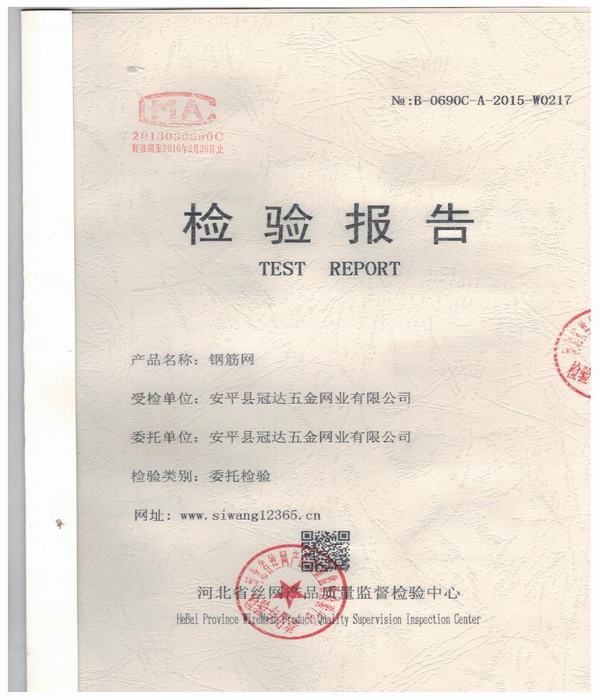 №:B-0690C-A-2015-W0217
CMA
有效期至2016年2月26日止
检验报告
TEST REPORT
产品名称：钢筋网
受检单位：安平县冠达五金网业有限公司
委托单位：安平县冠达五金网业有限公司
检验类别：委托检验
网址：www.siwang12365.cn
河北省丝网产品质量监督检验中心
HeBei Province WireMesh Product Quality Supervision Inspection Center